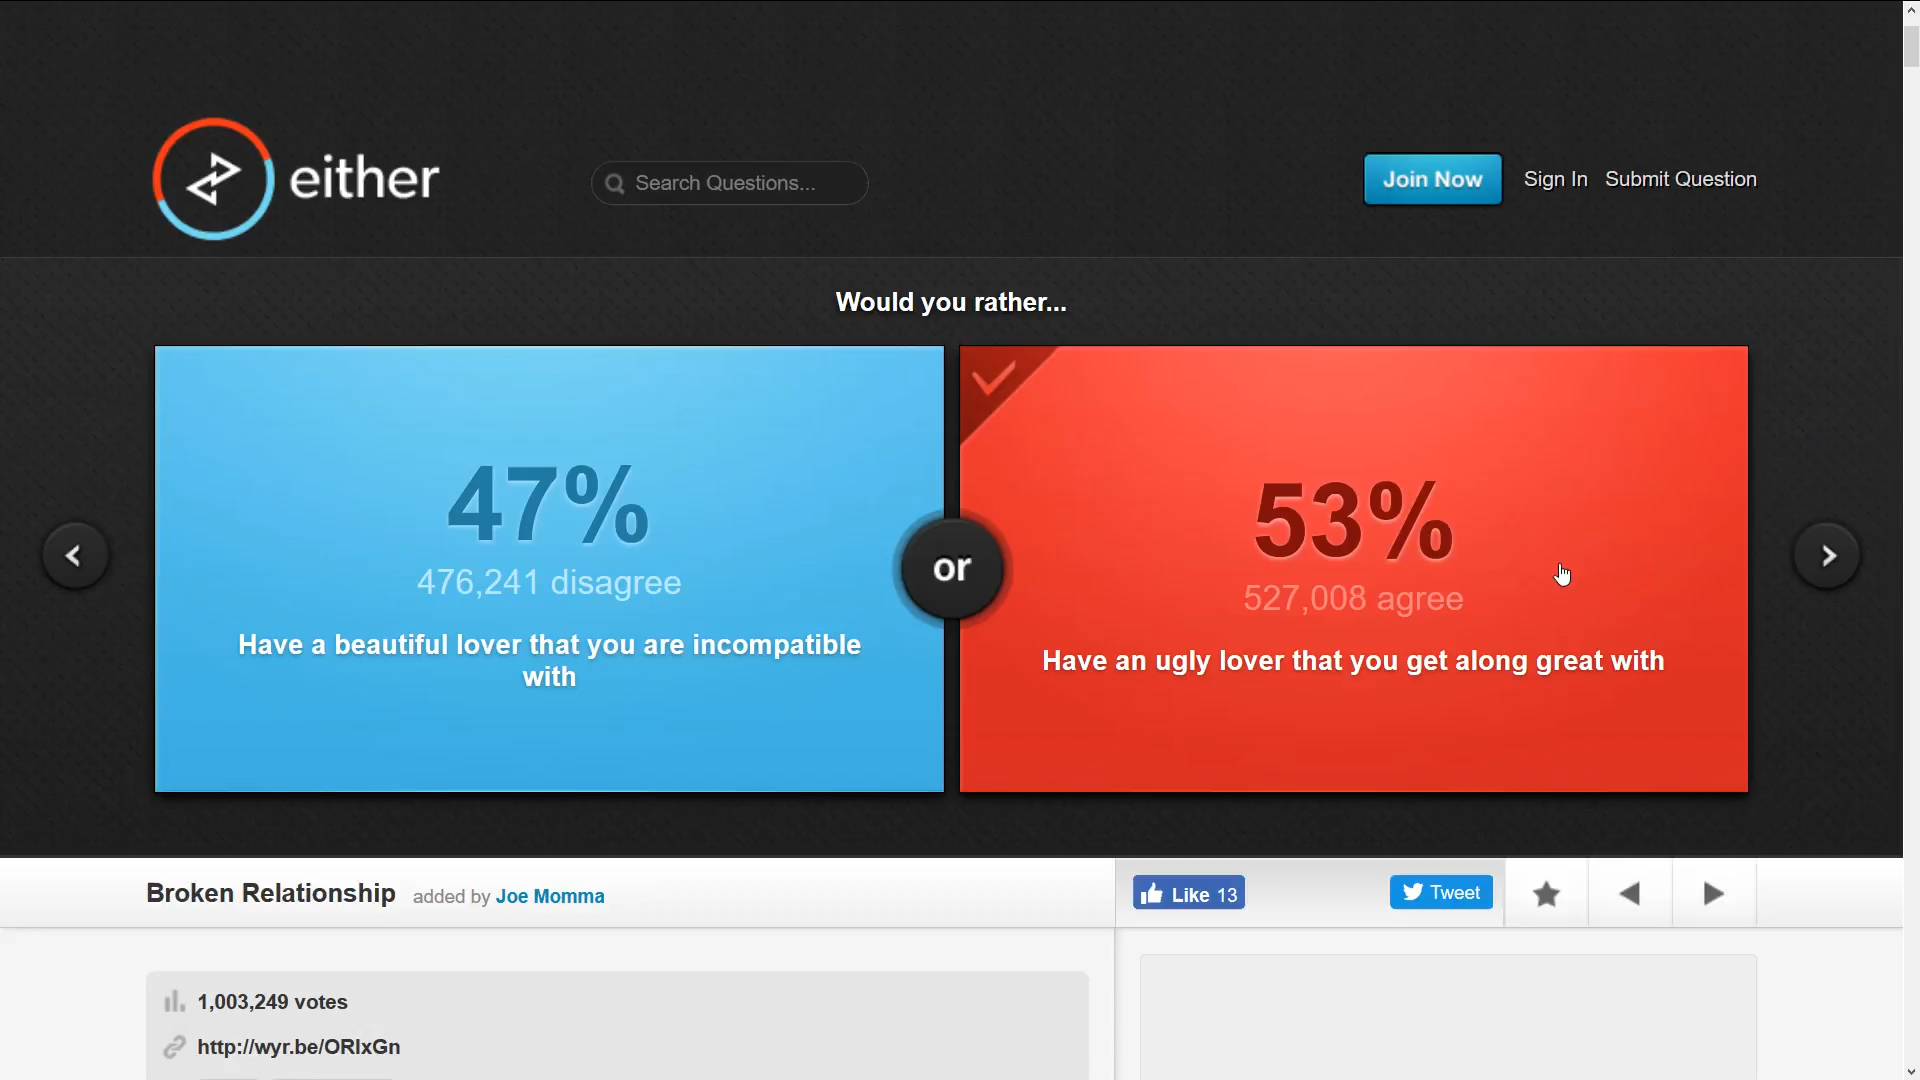 either
Search Questions...
Join Now
Sign In
Submit Question
Would you rather...
47%
476,241 disagree
Have a beautiful lover that you are incompatible
with
or
53%
527,008 agree
Have an ugly lover that you get along great with
Broken Relationship added by Joe Momma
Like 13
Tweet
1,003,249 votes
http://wyr.be/ORIxGn